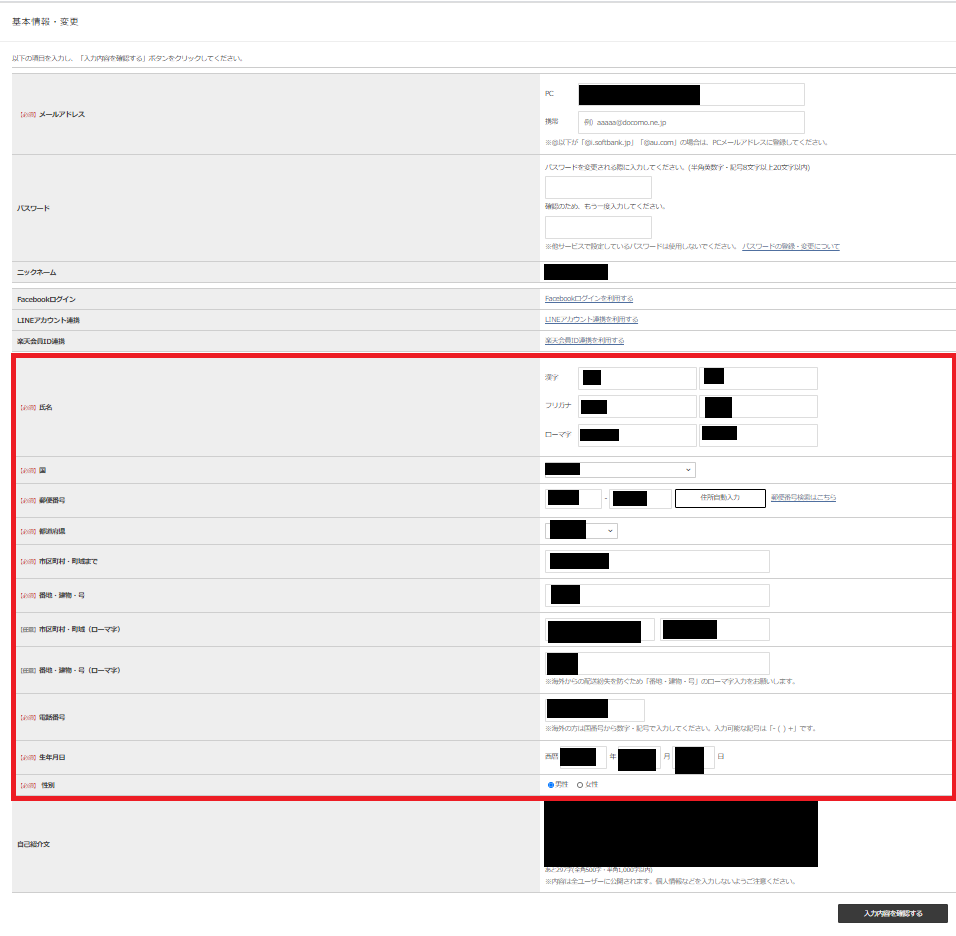 基本情報・変更
以下の項目を入力し、「入力内容を確認する」ボタンをクリックしてください。
【必須】メールアドレス
PC
携帯 例）aaaaa@docomo.ne.jp
※@以下が「@i.softbank.jp」「@au.com」の場合は、PCメールアドレスに登録してください。
パスワード
パスワードを変更される際に入力してください。(半角英数字・記号8文字以上20文字以内)
確認のため、もう一度入力してください。
※他サービスで設定しているパスワードは使用しないでください。 パスワードの登録・変更について
ニックネーム
Facebookログイン Facebookログインを利用する
LINEアカウント連携 LINEアカウント連携を利用する
楽天会員ID連携 楽天会員ID連携を利用する
【必須】氏名
漢字
フリガナ
ローマ字
【必須】国
【必須】郵便番号 - 住所自動入力 郵便番号検索はこちら
【必須】都道府県
【必須】市区町村・町域まで
【必須】番地・建物・号
【任意】市区町村・町域（ローマ字）
【任意】番地・建物・号（ローマ字）
※海外からの配送紛失を防ぐため「番地・建物・号」のローマ字入力をお願いします。
【必須】電話番号
※海外の方は国番号から数字・記号で入力してください。入力可能な記号は「- ( ) +」です。
【必須】生年月日 西暦 年 月 日
【必須】性別 男性 女性
自己紹介文
あと297字(全角500字・半角1,000字以内)
※内容は全ユーザーに公開されます。個人情報などを入力しないようご注意ください。
入力内容を確認する